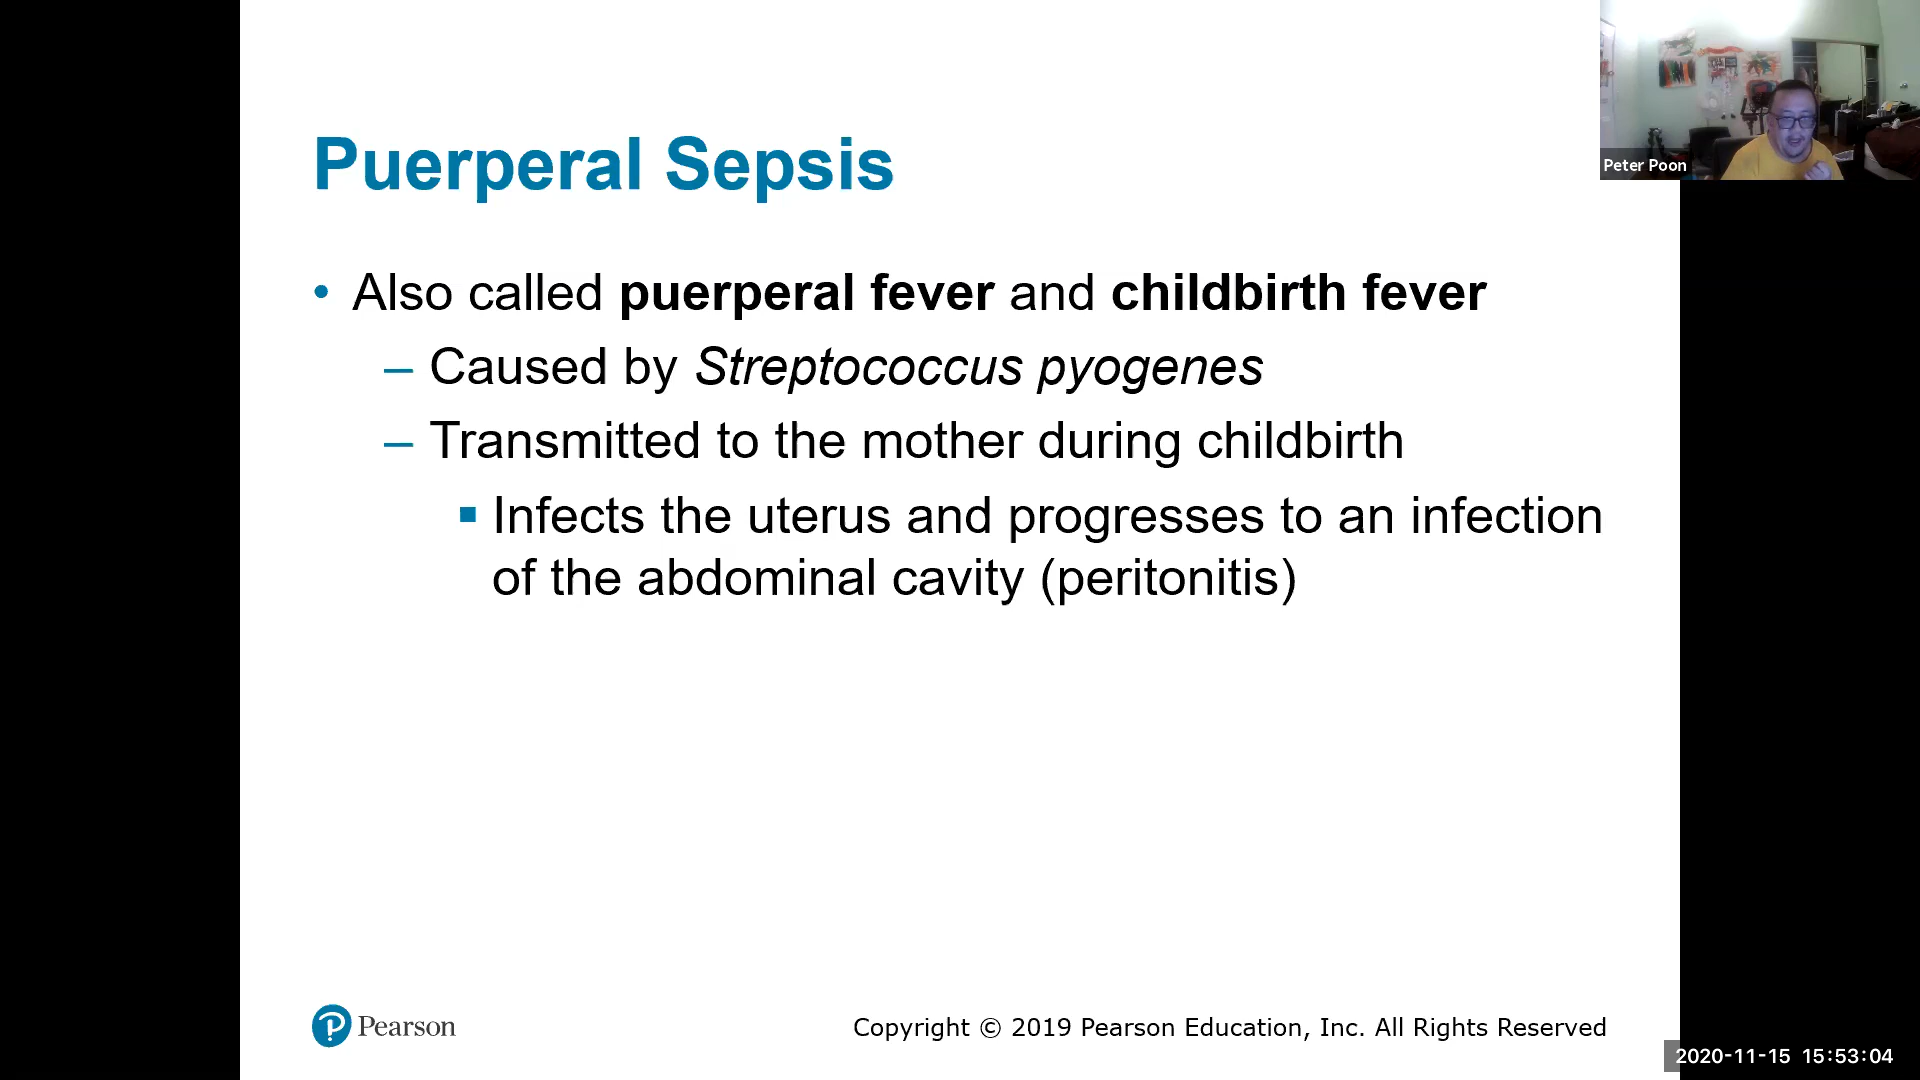 Peter Poon
Puerperal Sepsis
• Also called puerperal fever and childbirth fever
– Caused by Streptococcus pyogenes
– Transmitted to the mother during childbirth
▪ Infects the uterus and progresses to an infection
of the abdominal cavity (peritonitis)
Pearson
Copyright © 2019 Pearson Education, Inc. All Rights Reserved
2020-11-15 15:53:04